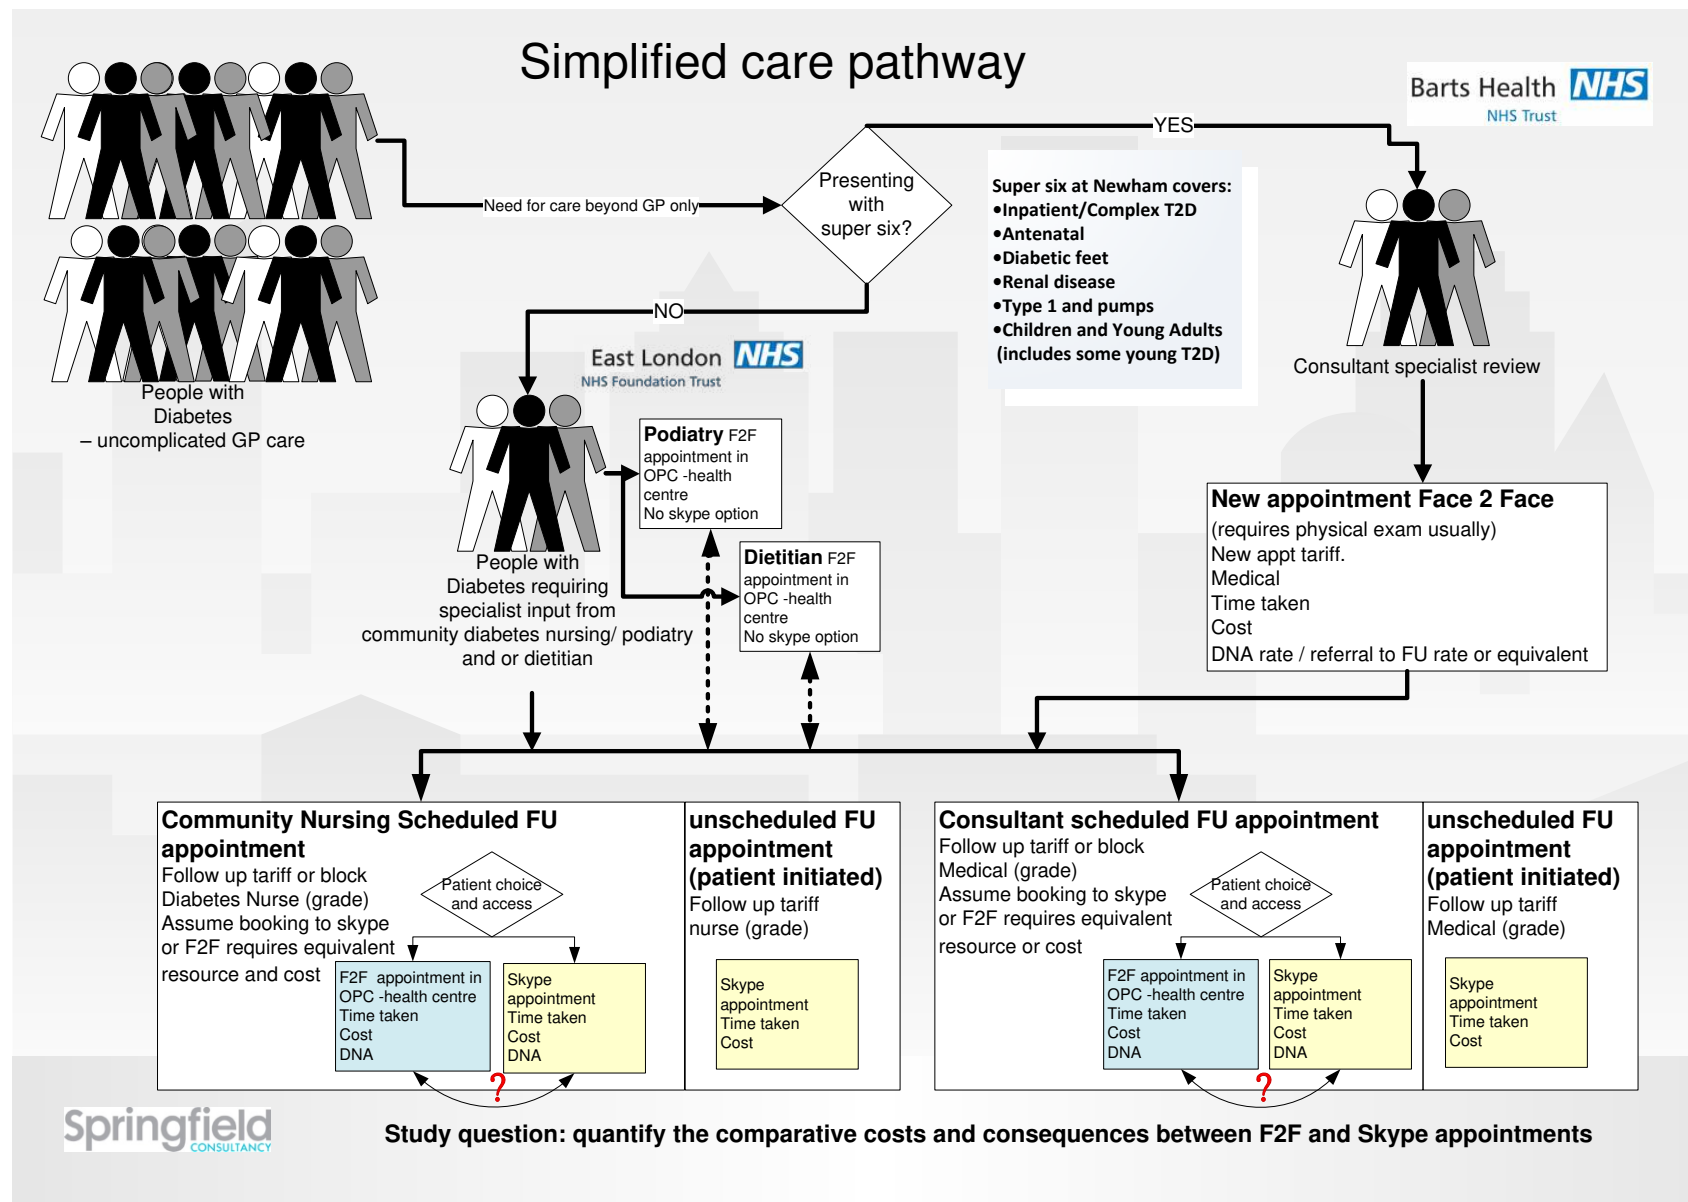 Simplified care pathway
Barts Health NHS
NHS Trust
YES
Need for care beyond GP only
Presenting
with
super six?
Super six at Newham covers:
•Inpatient/Complex T2D
•Antenatal
•Diabetic feet
•Renal disease
•Type 1 and pumps
•Children and Young Adults
(includes some young T2D)
NO
East London NHS
NHS Foundation Trust
Consultant specialist review
People with
Diabetes
– uncomplicated GP care
Podiatry F2F
appointment in
OPC -health
centre
No skype option
Dietitian F2F
appointment in
OPC -health
centre
No skype option
People with
Diabetes requiring
specialist input from
community diabetes nursing/ podiatry
and or dietitian
New appointment Face 2 Face
(requires physical exam usually)
New appt tariff.
Medical
Time taken
Cost
DNA rate / referral to FU rate or equivalent
Community Nursing Scheduled FU
appointment
Follow up tariff or block
Diabetes Nurse (grade)
Assume booking to skype
or F2F requires equivalent
resource and cost
Patient choice
and access
F2F appointment in
OPC -health centre
Time taken
Cost
DNA
Skype
appointment
Time taken
Cost
DNA
?
unscheduled FU
appointment
(patient initiated)
Follow up tariff
nurse (grade)
Skype
appointment
Time taken
Cost
Consultant scheduled FU appointment
Follow up tariff or block
Medical (grade)
Assume booking to skype
or F2F requires equivalent
resource or cost
Patient choice
and access
F2F appointment in
OPC -health centre
Time taken
Cost
DNA
Skype
appointment
Time taken
Cost
DNA
?
unscheduled FU
appointment
(patient initiated)
Follow up tariff
Medical (grade)
Skype
appointment
Time taken
Cost
Springfield
CONSULTANCY
Study question: quantify the comparative costs and consequences between F2F and Skype appointments